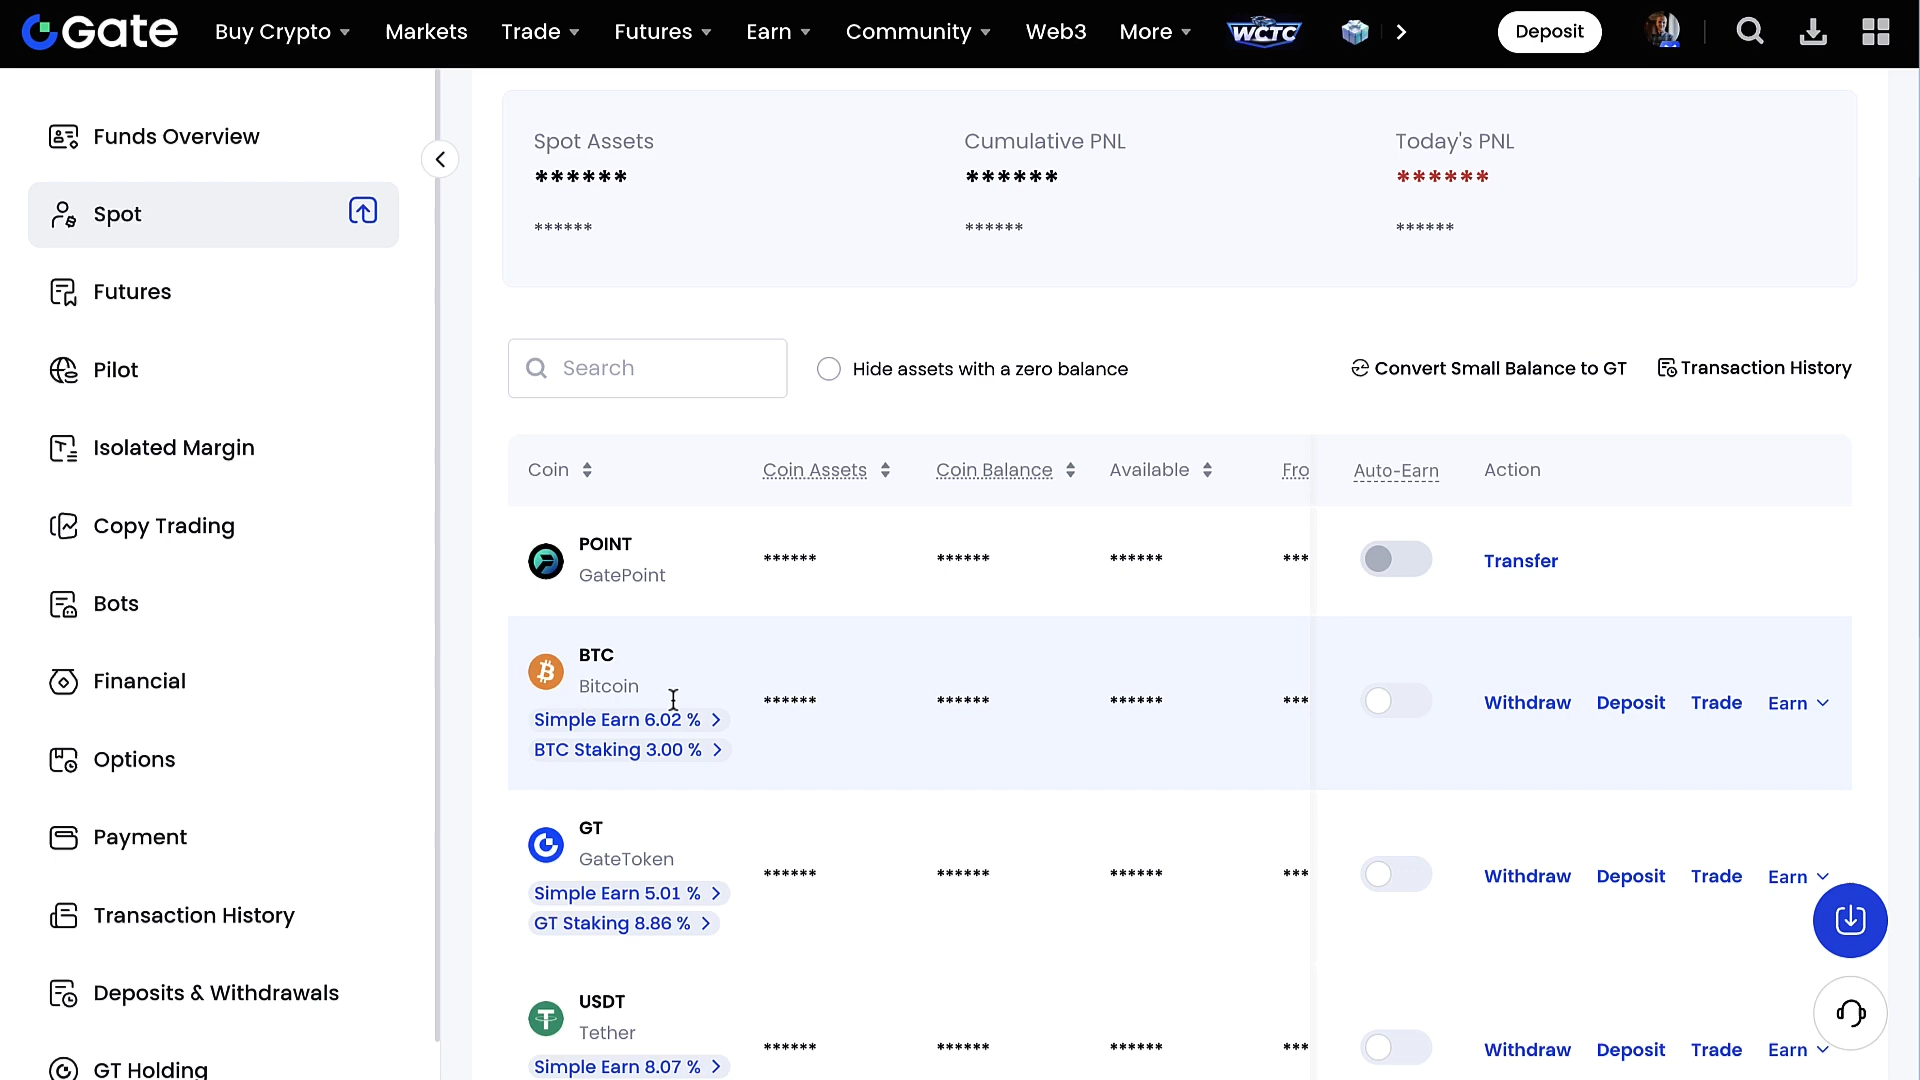 Gate Buy Crypto Markets Trade Futures Earn Community Web3 More WCTC Deposit
Funds Overview
Spot
Futures
Pilot
Isolated Margin
Copy Trading
Bots
Financial
Options
Payment
Transaction History
Deposits & Withdrawals
GT Holding
Spot Assets Cumulative PNL Today's PNL
****** ****** ******
****** ****** ******
Search Hide assets with a zero balance Convert Small Balance to GT Transaction History
Coin Coin Assets Coin Balance Available Fro Auto-Earn Action
POINT
GatePoint
****** ****** ****** *** Transfer
BTC
Bitcoin
****** ****** ****** *** Withdraw Deposit Trade Earn
Simple Earn 6.02 % >
BTC Staking 3.00 % >
GT
GateToken
****** ****** ****** *** Withdraw Deposit Trade Earn
Simple Earn 5.01 % >
GT Staking 8.86 % >
USDT
Tether
****** ****** ****** *** Withdraw Deposit Trade Earn
Simple Earn 8.07 % >